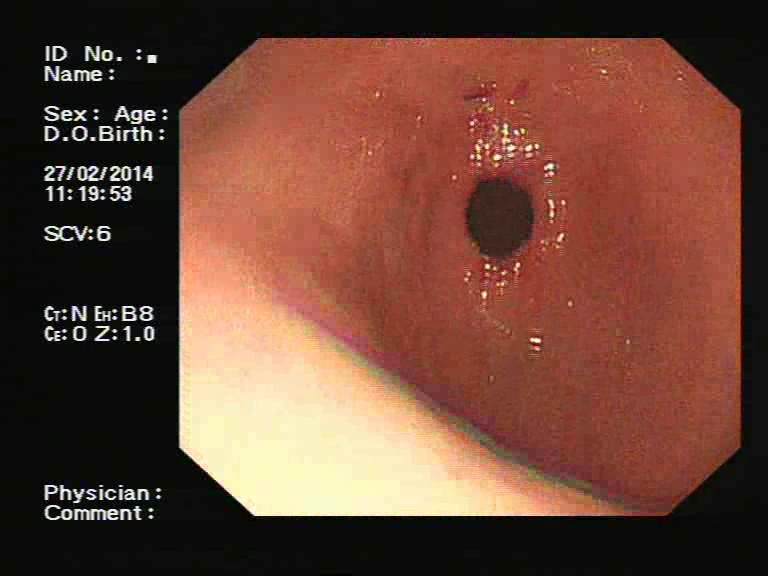 ID No. :
Name:
Sex: Age:
D.O.Birth:
27/02/2014
11:19:53
SCV:6
CT:N EH:B8
CE:0 Z:1.0
Physician:
Comment: